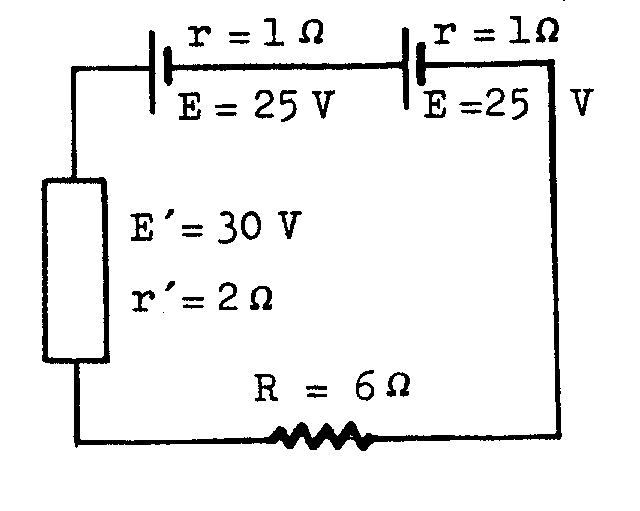 r = 1 Ω
r = 1Ω
E = 25 V
E =25 V
E´= 30 V
r´= 2 Ω
R = 6 Ω